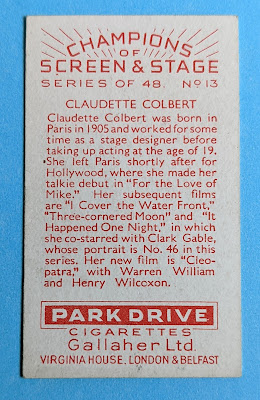 CHAMPIONS
OF
SCREEN & STAGE
SERIES OF 48. No 13
CLAUDETTE COLBERT
Claudette Colbert was born in
Paris in 1905 and worked for some
time as a stage designer before
taking up acting at the age of 19.
She left Paris shortly after for
Hollywood, where she made her
talkie debut in "For the Love of
Mike." Her subsequent films
are "I Cover the Water Front,"
"Three-cornered Moon" and "It
Happened One Night," in which
she co-starred with Clark Gable,
whose portrait is No. 46 in this
series. Her new film is "Cleo-
patra," with Warren William
and Henry Wilcoxon.
PARK DRIVE
CIGARETTES
Gallaher Ltd
VIRGINIA HOUSE, LONDON & BELFAST